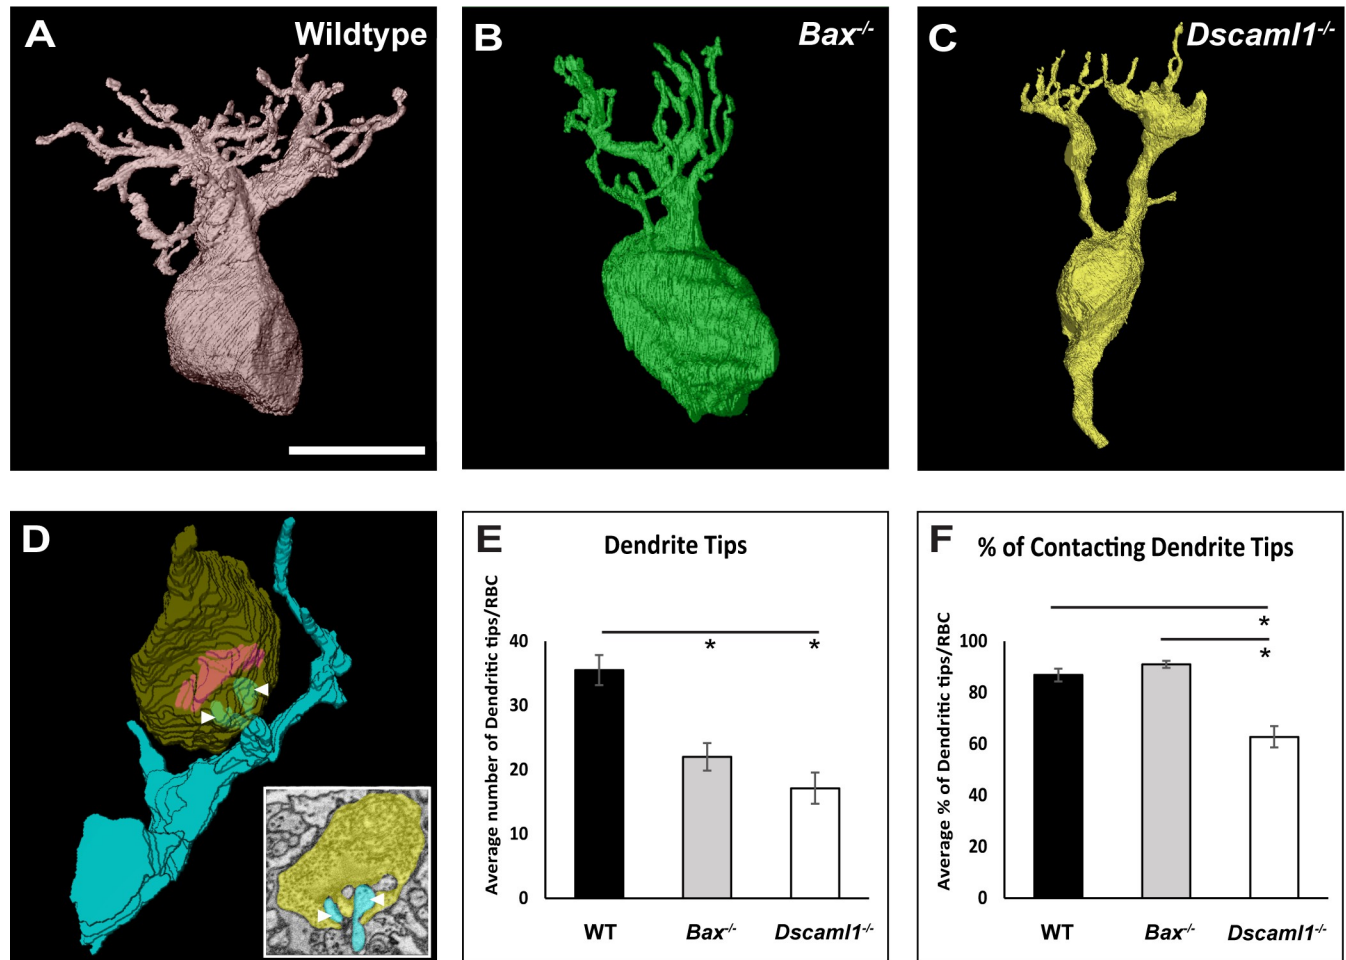 A
Wildtype
B
Bax-/-
C
Dscaml1-/-
D
E
Dendrite Tips
Average number of Dendritic tips/RBC
40
30
20
10
0
*
*
WT
Bax-/-
Dscaml1-/-
F
% of Contacting Dendrite Tips
Average % of Dendritic tips/RBC
100
80
60
40
20
0
*
*
WT
Bax-/-
Dscaml1-/-